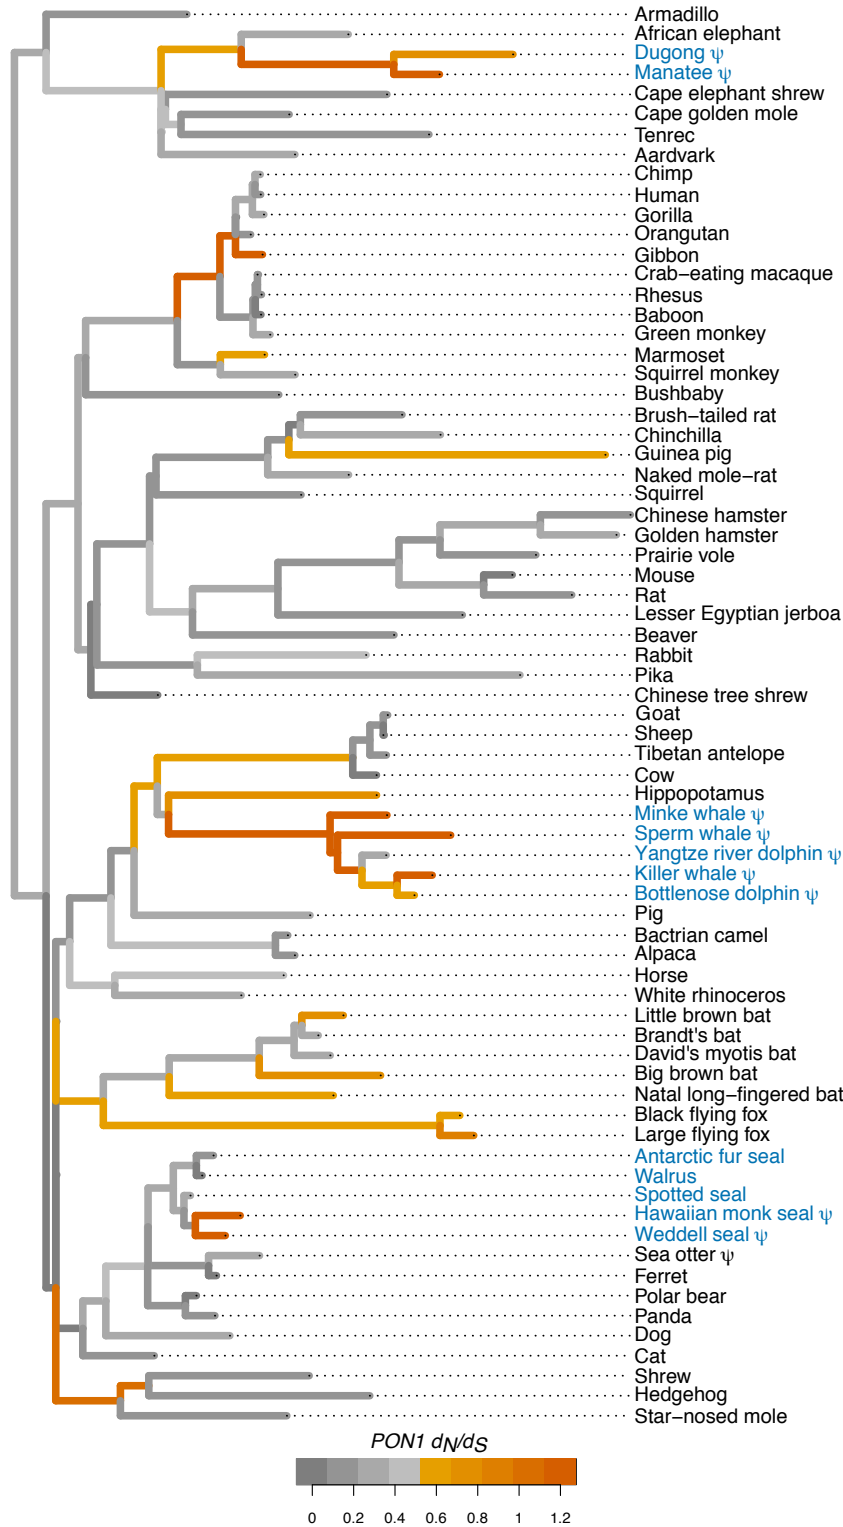 Armadillo
African elephant
Dugong ψ
Manatee ψ
Cape elephant shrew
Cape golden mole
Tenrec
Aardvark
Chimp
Human
Gorilla
Orangutan
Gibbon
Crab−eating macaque
Rhesus
Baboon
Green monkey
Marmoset
Squirrel monkey
Bushbaby
Brush−tailed rat
Chinchilla
Guinea pig
Naked mole−rat
Squirrel
Chinese hamster
Golden hamster
Prairie vole
Mouse
Rat
Lesser Egyptian jerboa
Beaver
Rabbit
Pika
Chinese tree shrew
Goat
Sheep
Tibetan antelope
Cow
Hippopotamus
Minke whale ψ
Sperm whale ψ
Yangtze river dolphin ψ
Killer whale ψ
Bottlenose dolphin ψ
Pig
Bactrian camel
Alpaca
Horse
White rhinoceros
Little brown bat
Brandt's bat
David's myotis bat
Big brown bat
Natal long−fingered bat
Black flying fox
Large flying fox
Antarctic fur seal
Walrus
Spotted seal
Hawaiian monk seal ψ
Weddell seal ψ
Sea otter ψ
Ferret
Polar bear
Panda
Dog
Cat
Shrew
Hedgehog
Star−nosed mole
PON1 dN/dS
0 0.2 0.4 0.6 0.8 1 1.2